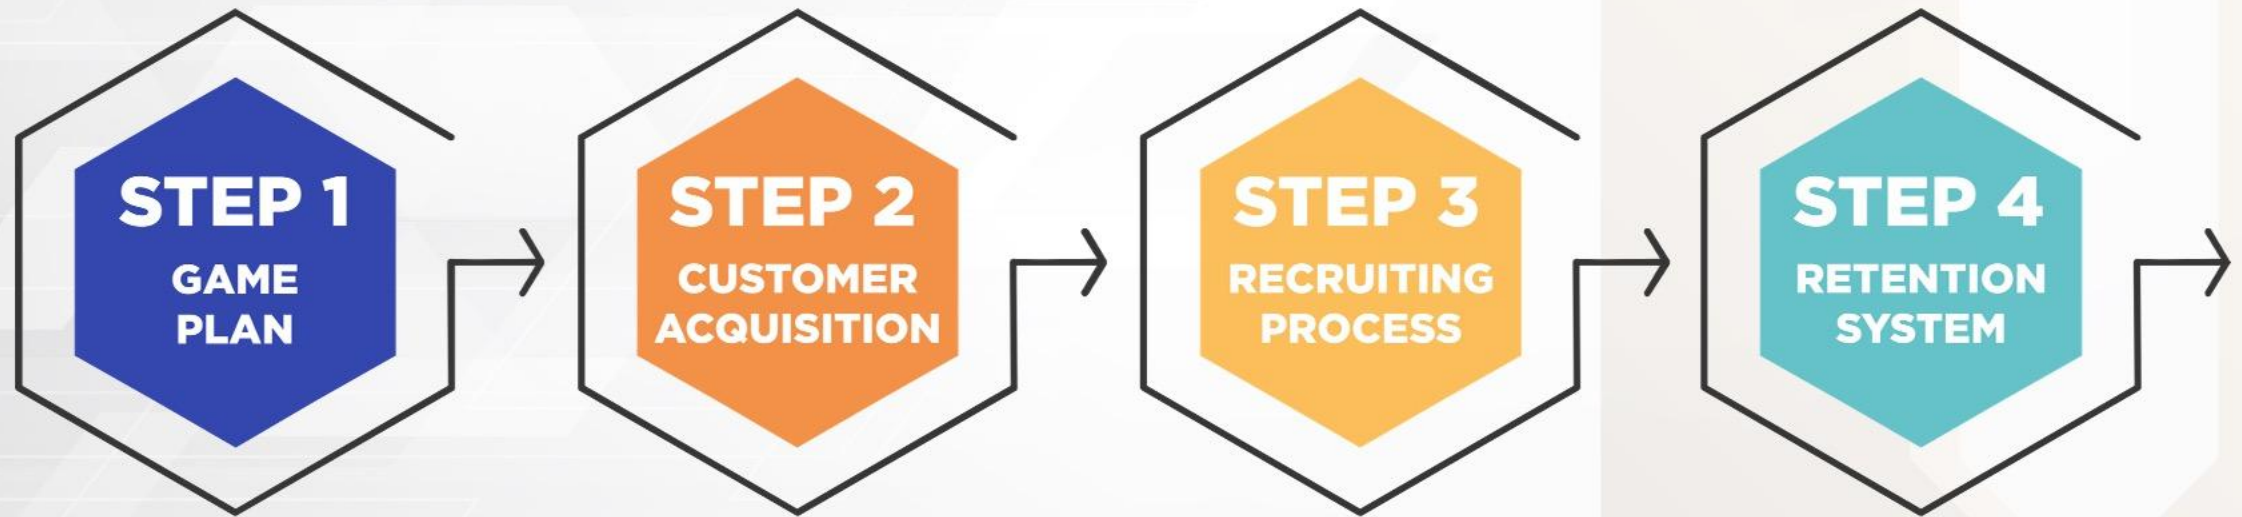 STEP 1
GAME
PLAN
STEP 2
CUSTOMER
ACQUISITION
STEP 3
RECRUITING
PROCESS
STEP 4
RETENTION
SYSTEM